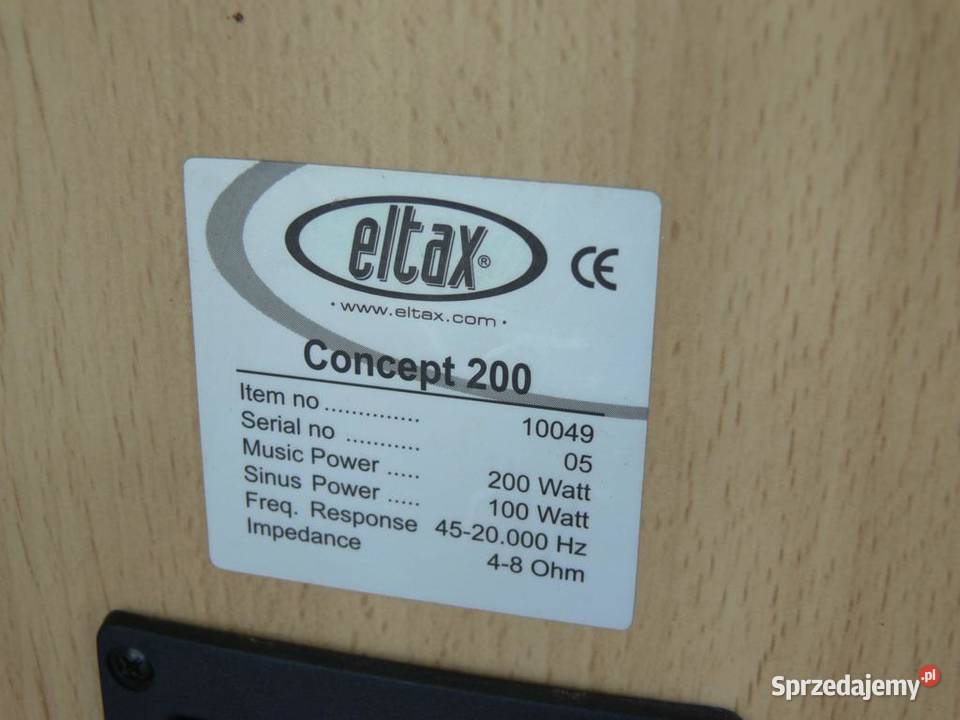 eltax®
CE
• www.eltax.com •
Concept 200
Item no .............. 10049
Serial no ........... 05
Music Power ..... 200 Watt
Sinus Power ..... 100 Watt
Freq. Response 45-20.000 Hz
Impedance 4-8 Ohm
Sprzedajemy.pl